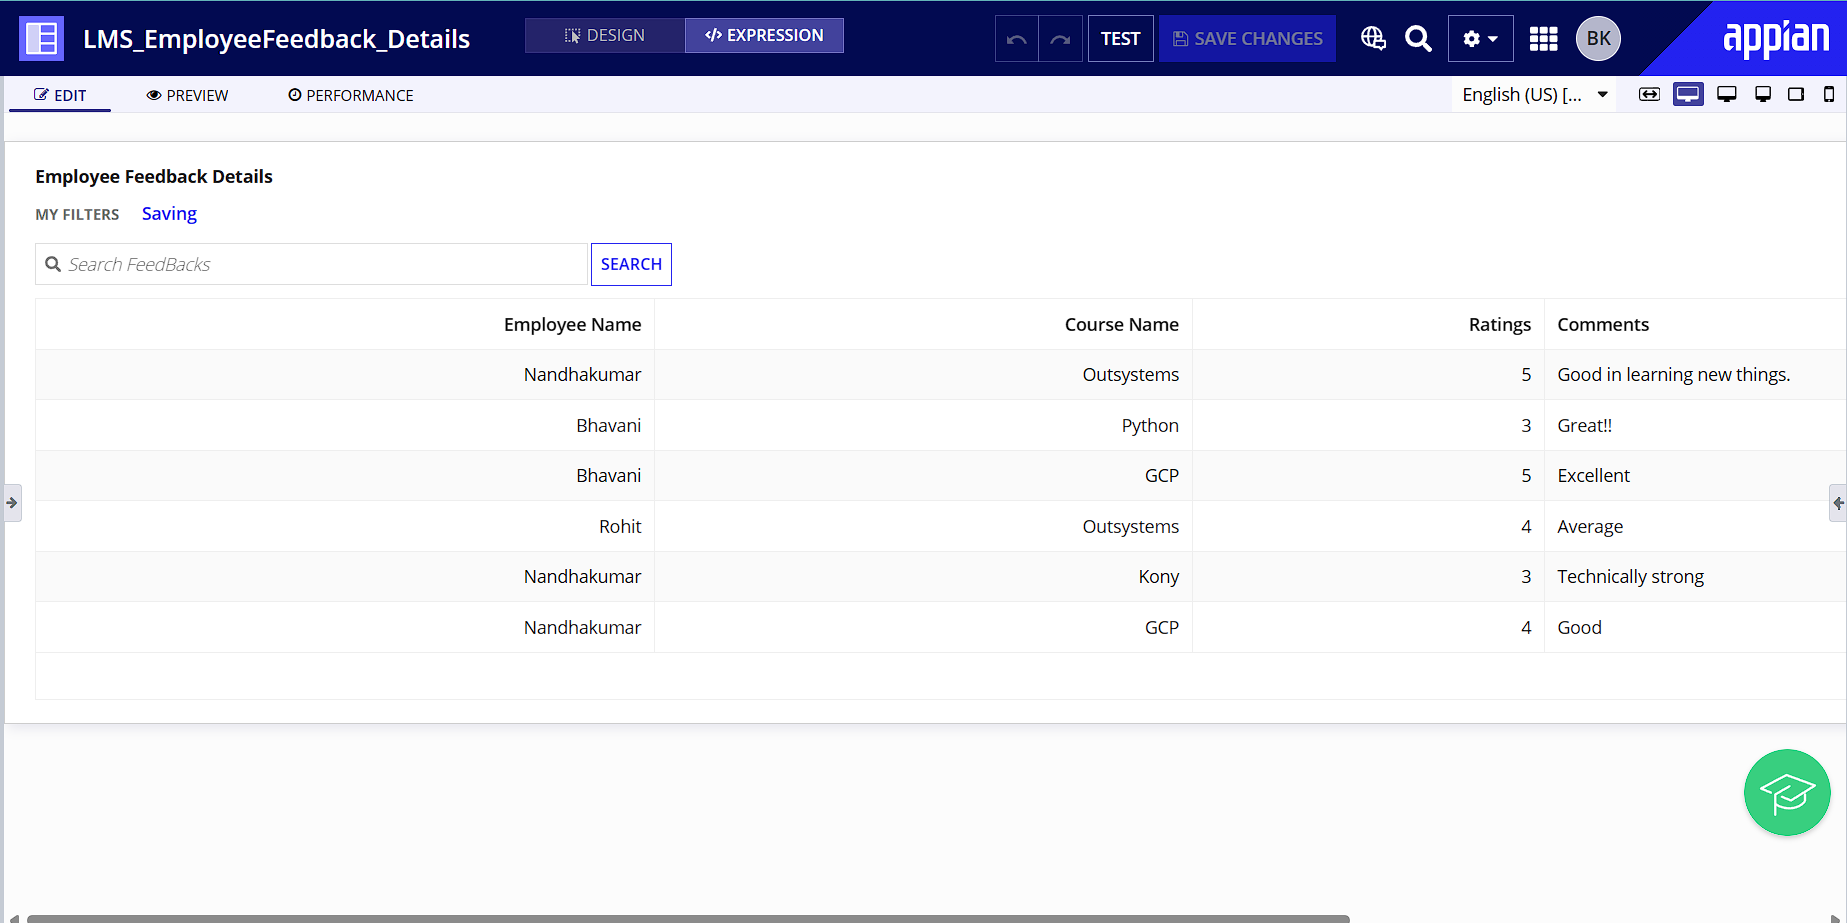 LMS_EmployeeFeedback_Details DESIGN </> EXPRESSION TEST SAVE CHANGES BK appian
EDIT PREVIEW PERFORMANCE English (US) [...
Employee Feedback Details
MY FILTERS Saving
Search FeedBacks SEARCH
Employee Name Course Name Ratings Comments
Nandhakumar Outsystems 5 Good in learning new things.
Bhavani Python 3 Great!!
Bhavani GCP 5 Excellent
Rohit Outsystems 4 Average
Nandhakumar Kony 3 Technically strong
Nandhakumar GCP 4 Good